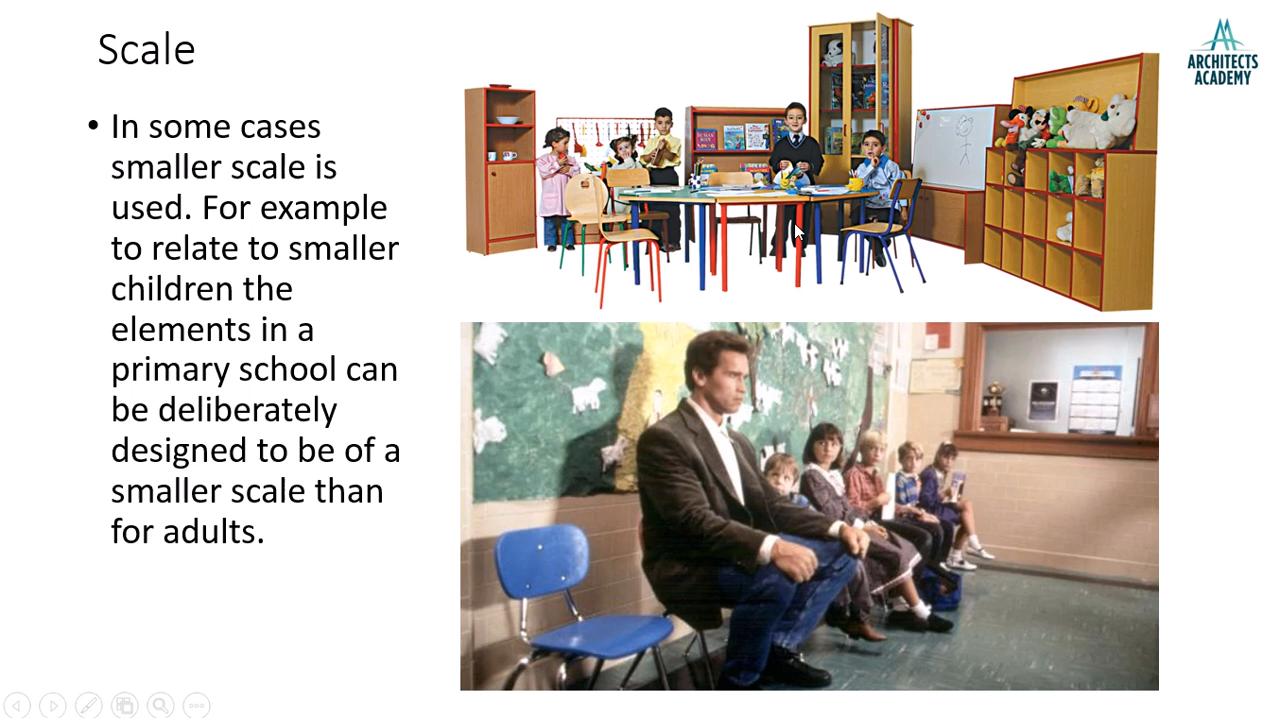 Scale
ARCHITECTS
ACADEMY
• In some cases
smaller scale is
used. For example
to relate to smaller
children the
elements in a
primary school can
be deliberately
designed to be of a
smaller scale than
for adults.